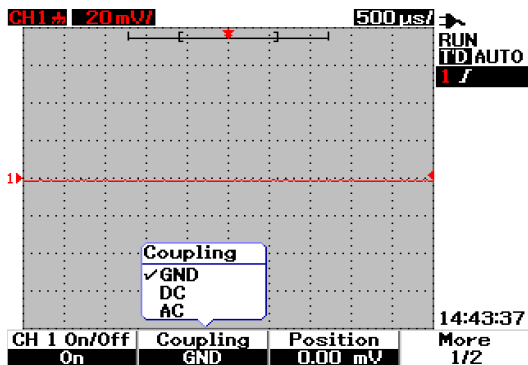 CH1 20 mV/ 500 µs/
RUN
T'D AUTO
1
1
Coupling
✓GND
DC
AC
14:43:37
CH 1 On/Off Coupling Position More
On GND 0.00 mV 1/2